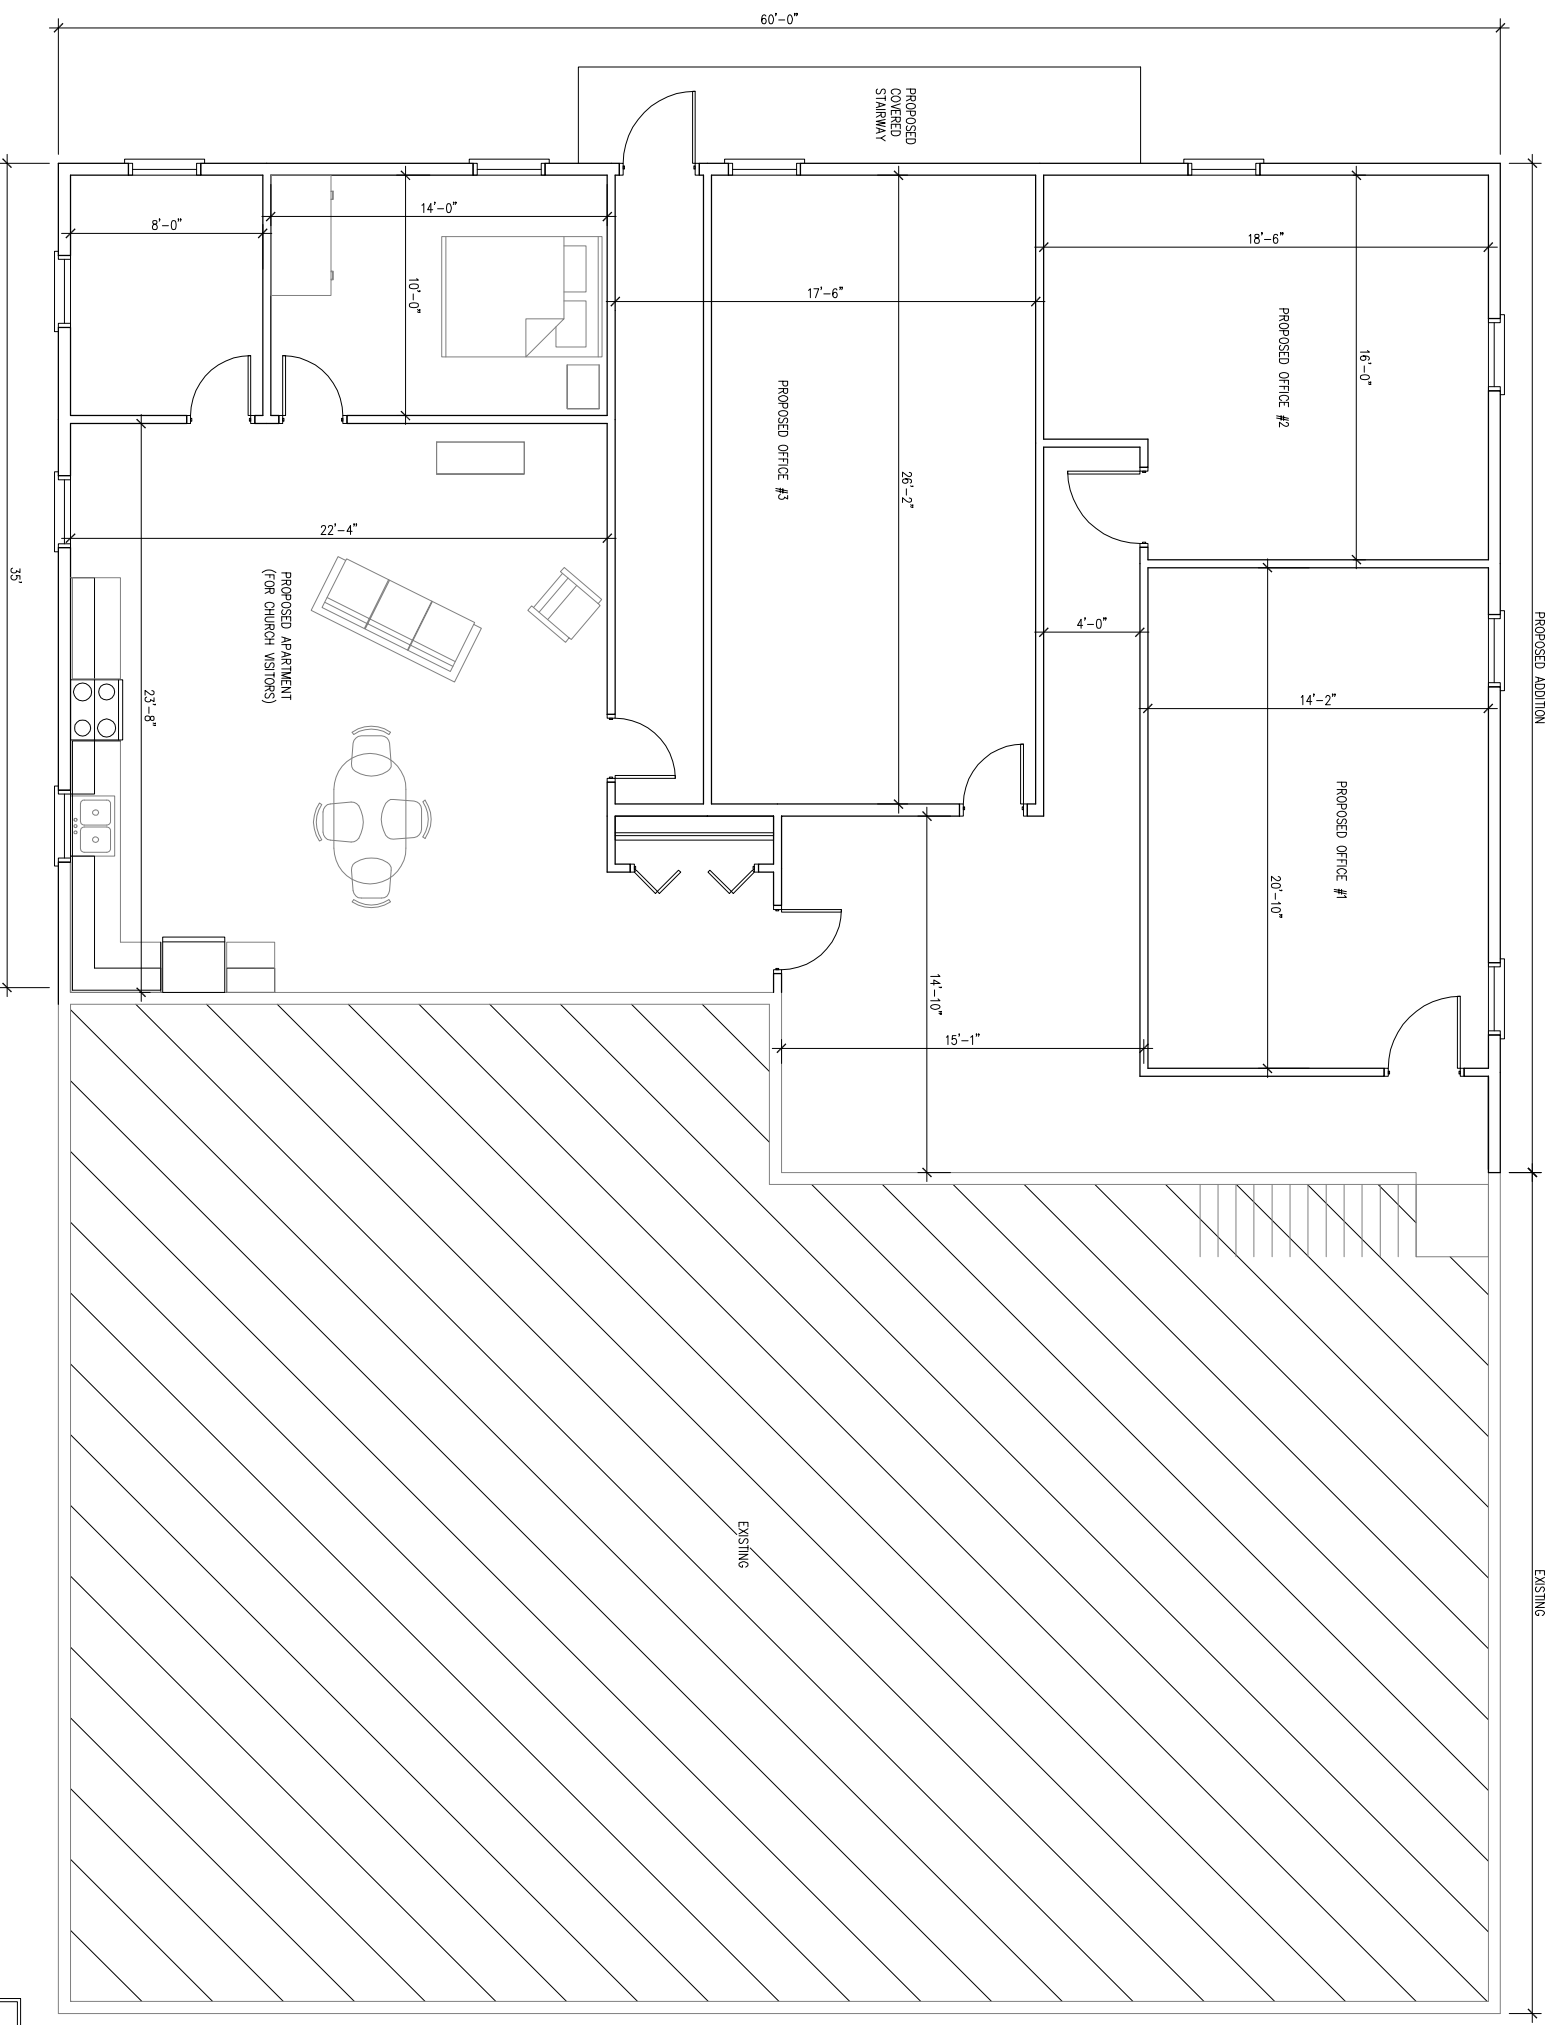 60'-0"
PROPOSED
COVERED
STAIRWAY
14'-0"
8'-0"
10'-0"
17'-6"
18'-6"
PROPOSED OFFICE #2
16'-0"
PROPOSED OFFICE #3
26'-2"
22'-4"
35'
PROPOSED APARTMENT
(FOR CHURCH VISITORS)
4'-0"
PROPOSED ADDITION
23'-8"
14'-2"
PROPOSED OFFICE #1
20'-10"
14'-10"
15'-1"
EXISTING
EXISTING